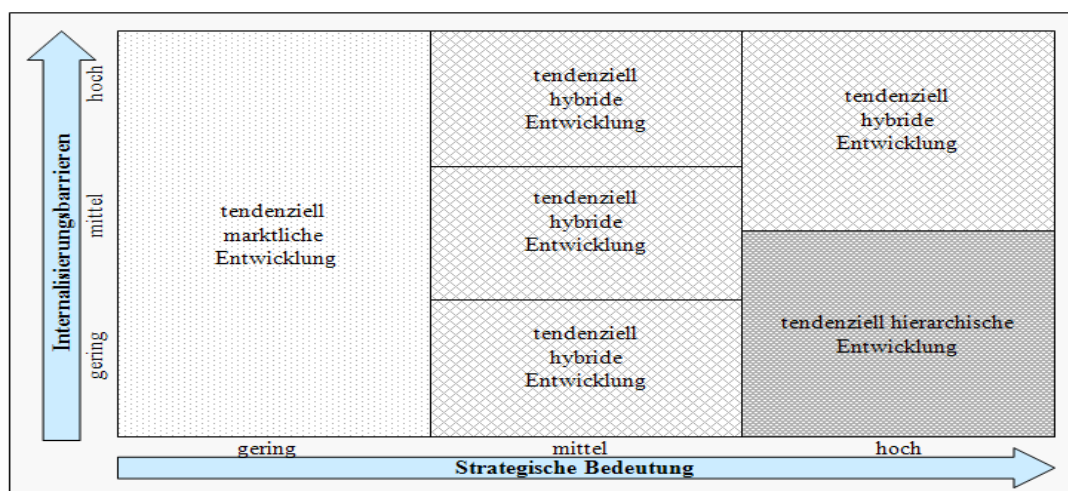 Internalisierungsbarrieren
hoch
mittel
gering
tendenziell
marktliche
Entwicklung
tendenziell
hybride
Entwicklung
tendenziell
hybride
Entwicklung
tendenziell
hybride
Entwicklung
tendenziell
hybride
Entwicklung
tendenziell hierarchische
Entwicklung
gering
mittel
hoch
Strategische Bedeutung